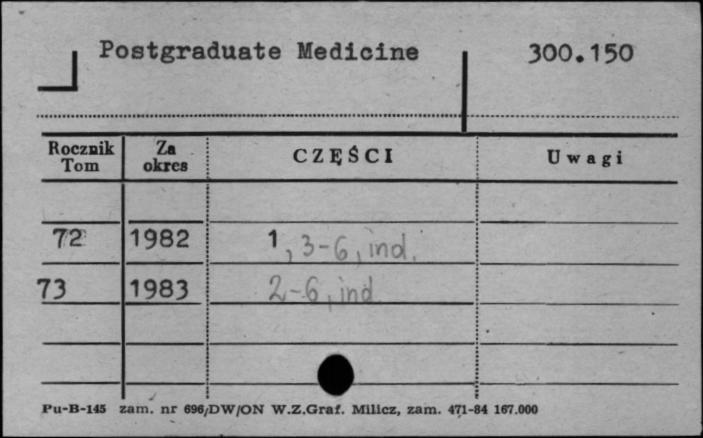 Postgraduate Medicine 300.150
Rocznik Tom Za okres CZĘŚCI Uwagi
72 1982 1, 3-6, ind.
73 1983 2-6, ind
Pu-B-145 zam. nr 696/DW/ON W.Z.Graf. Milicz, zam. 471-84 167.000